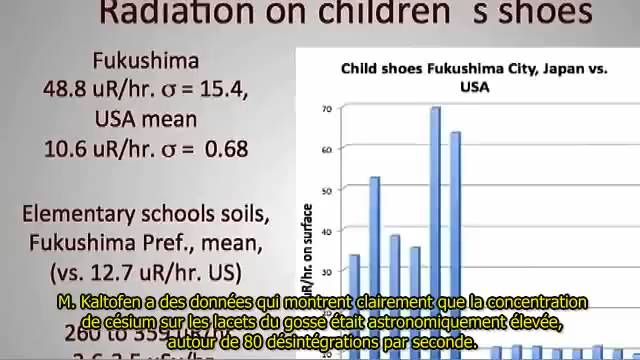 Radiation on children s shoes
Fukushima
48.8 uR/hr. σ = 15.4,
USA mean
10.6 uR/hr. σ = 0.68
Elementary schools soils,
Fukushima Pref., mean,
(vs. 12.7 uR/hr. US)
260 to 359
Child shoes Fukushima City, Japan vs.
USA
70
60
50
40
30
uR/hr. on surface
M. Kaltofen a des données qui montrent clairement que la concentration
de césium sur les lacets du gosse était astronomiquement élevée,
autour de 80 désintégrations par seconde.